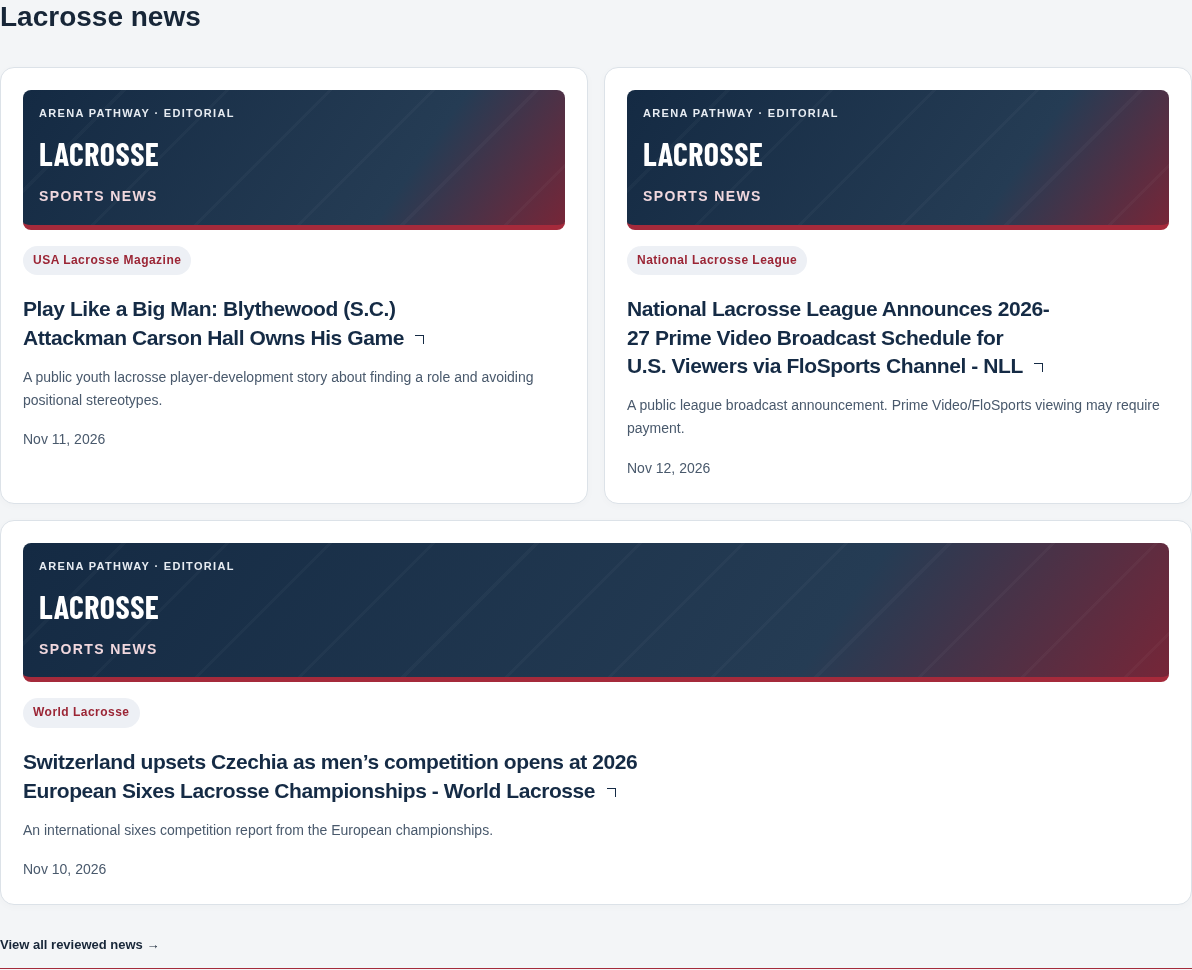 Lacrosse news
ARENA PATHWAY · EDITORIAL
LACROSSE
SPORTS NEWS
USA Lacrosse Magazine
Play Like a Big Man: Blythewood (S.C.)
Attackman Carson Hall Owns His Game
A public youth lacrosse player-development story about finding a role and avoiding
positional stereotypes.
Nov 11, 2026
ARENA PATHWAY · EDITORIAL
LACROSSE
SPORTS NEWS
National Lacrosse League
National Lacrosse League Announces 2026-
27 Prime Video Broadcast Schedule for
U.S. Viewers via FloSports Channel - NLL
A public league broadcast announcement. Prime Video/FloSports viewing may require
payment.
Nov 12, 2026
ARENA PATHWAY · EDITORIAL
LACROSSE
SPORTS NEWS
World Lacrosse
Switzerland upsets Czechia as men’s competition opens at 2026
European Sixes Lacrosse Championships - World Lacrosse
An international sixes competition report from the European championships.
Nov 10, 2026
View all reviewed news →